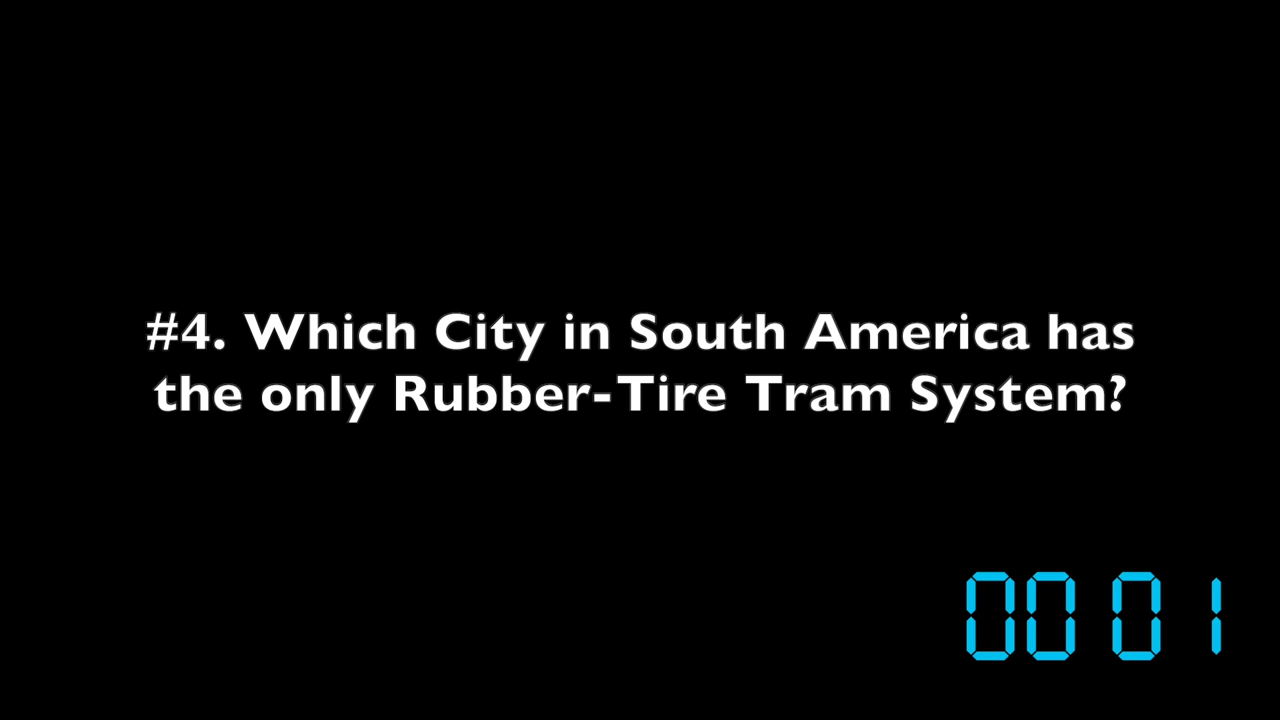 #4. Which City in South America has
the only Rubber-Tire Tram System?
00 01